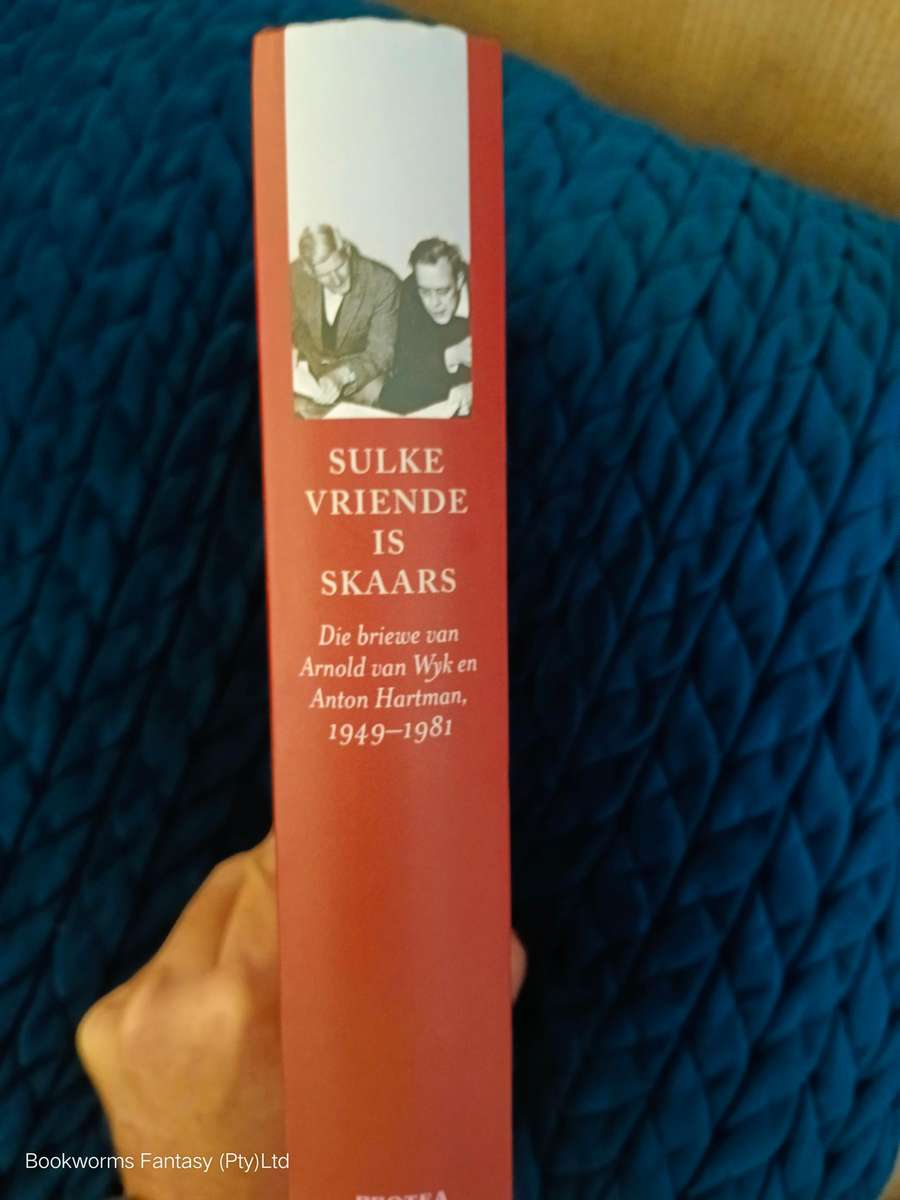 SULKE
VRIENDE
IS
SKAARS
Die briewe van
Arnold van Wyk en
Anton Hartman,
1949–1981
PROTEA
Bookworms Fantasy (Pty)Ltd